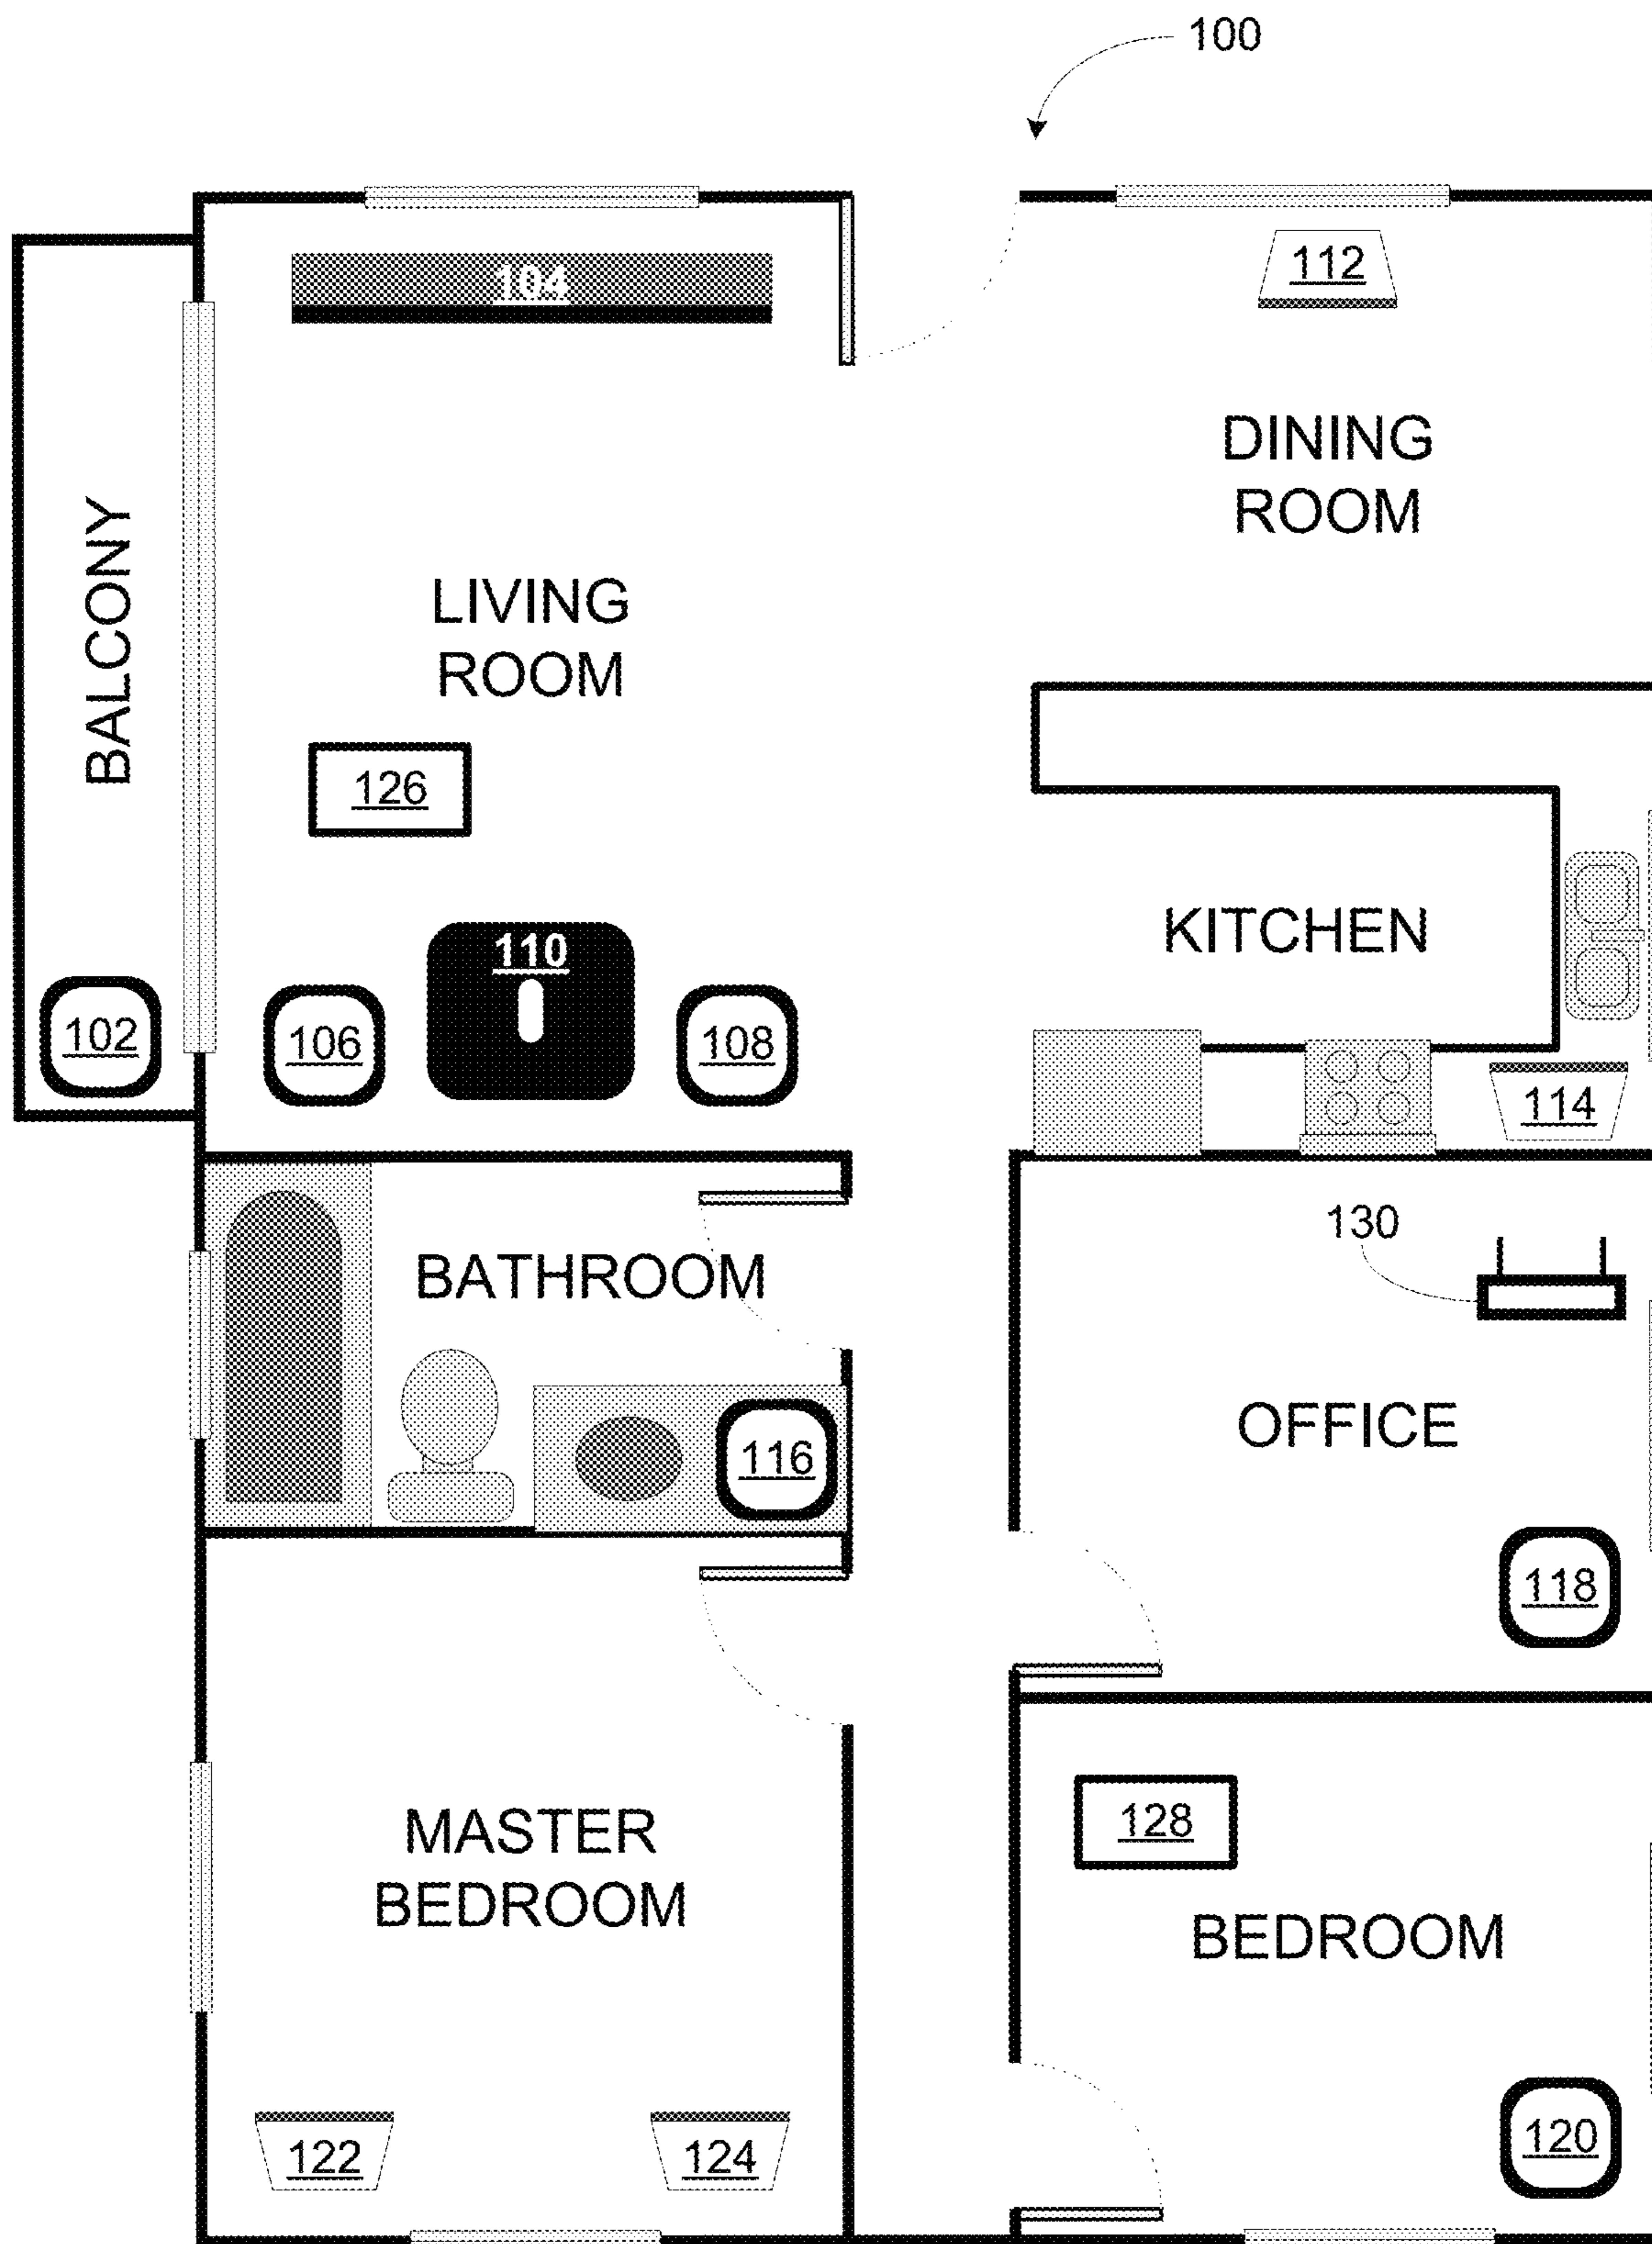 100
104
112
DINING
ROOM
BALCONY
LIVING
ROOM
126
KITCHEN
110
102
106
108
114
130
BATHROOM
OFFICE
116
118
MASTER
BEDROOM
128
BEDROOM
122
124
120